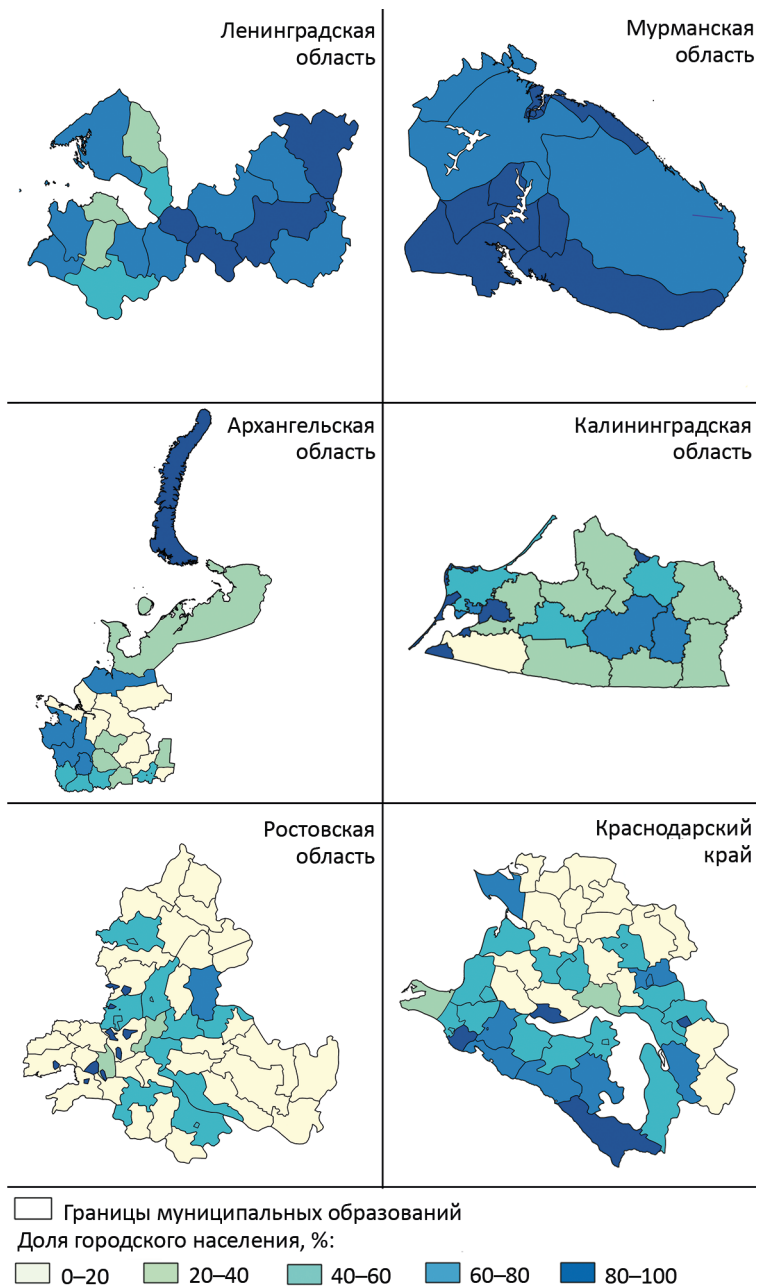 Ленинградская
область
Мурманская
область
Архангельская
область
Калининградская
область
Ростовская
область
Краснодарский
край
Границы муниципальных образований
Доля городского населения, %:
0–20 20–40 40–60 60–80 80–100